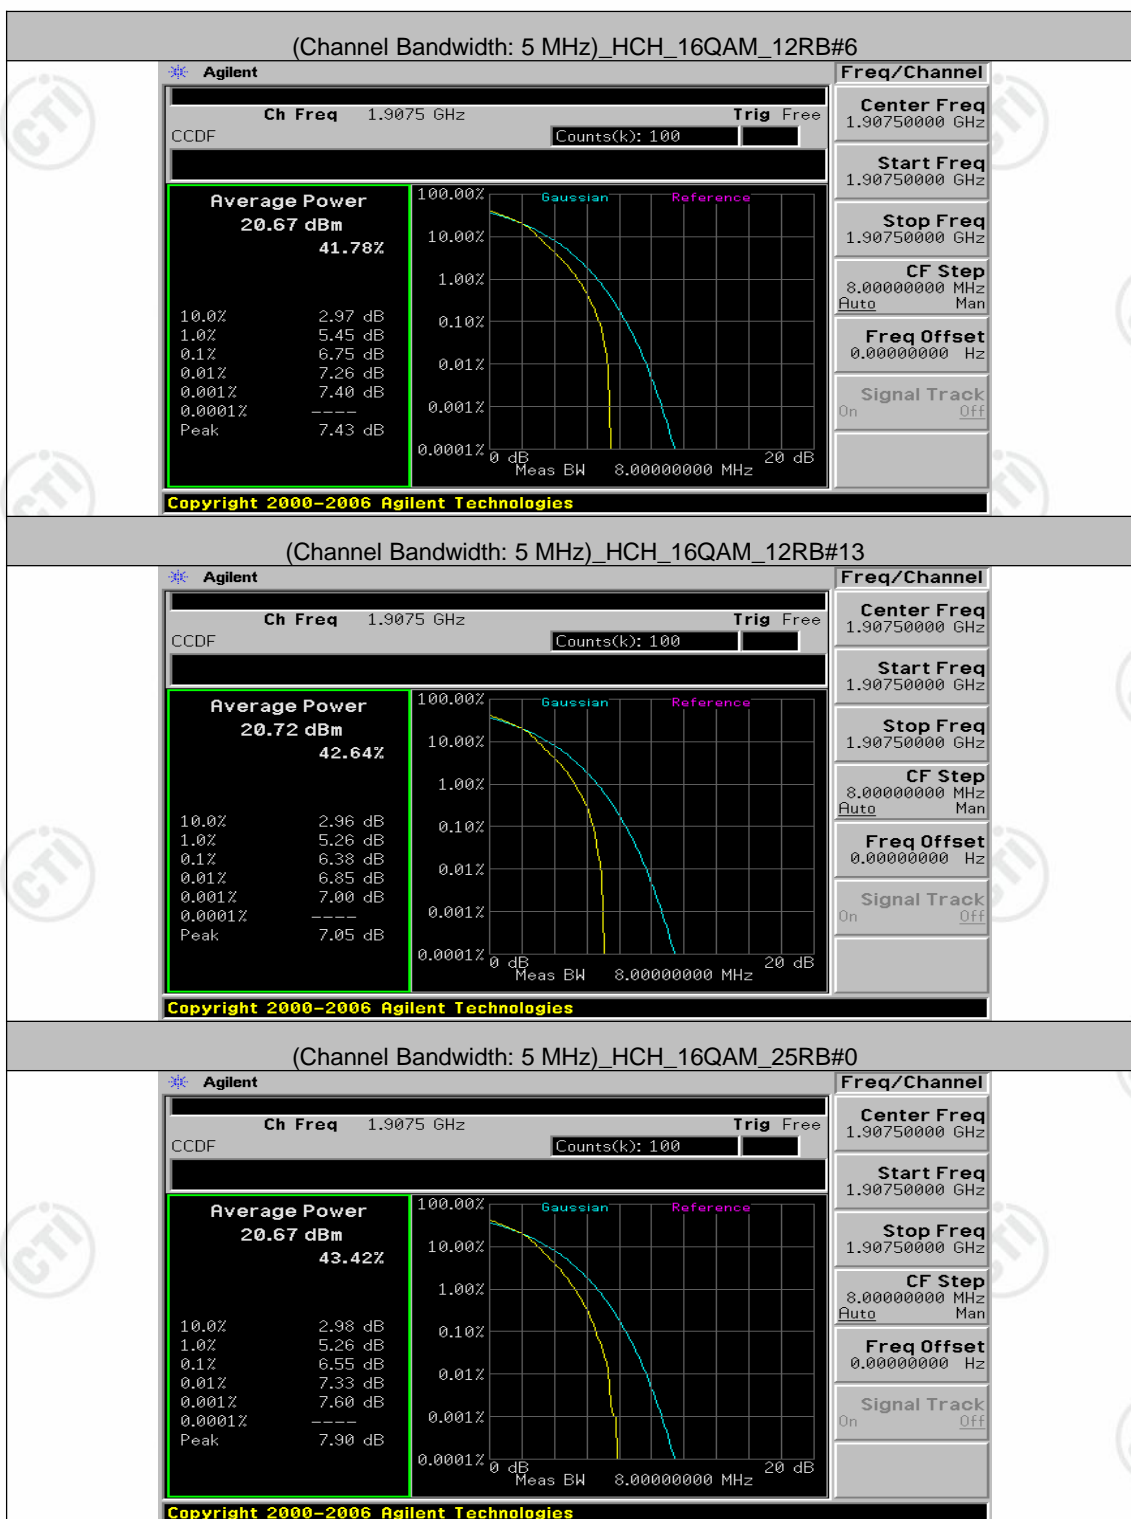 (Channel Bandwidth: 5 MHz)_HCH_16QAM_12RB#6
Agilent
Freq/Channel
Ch Freq 1.9075 GHz Trig Free
CCDF Counts(k): 100
Center Freq
1.90750000 GHz
Start Freq
1.90750000 GHz
Stop Freq
1.90750000 GHz
CF Step
8.00000000 MHz
Auto Man
Freq Offset
0.00000000 Hz
Signal Track
On Off
Average Power
20.67 dBm
41.78%
10.0% 2.97 dB
1.0% 5.45 dB
0.1% 6.75 dB
0.01% 7.26 dB
0.001% 7.40 dB
0.0001% ----
Peak 7.43 dB
Gaussian Reference
100.00%
10.00%
1.00%
0.10%
0.01%
0.001%
0.0001%
0 dB 20 dB
Meas BW 8.00000000 MHz
Copyright 2000-2006 Agilent Technologies
(Channel Bandwidth: 5 MHz)_HCH_16QAM_12RB#13
Agilent
Freq/Channel
Ch Freq 1.9075 GHz Trig Free
CCDF Counts(k): 100
Center Freq
1.90750000 GHz
Start Freq
1.90750000 GHz
Stop Freq
1.90750000 GHz
CF Step
8.00000000 MHz
Auto Man
Freq Offset
0.00000000 Hz
Signal Track
On Off
Average Power
20.72 dBm
42.64%
10.0% 2.96 dB
1.0% 5.26 dB
0.1% 6.38 dB
0.01% 6.85 dB
0.001% 7.00 dB
0.0001% ----
Peak 7.05 dB
Gaussian Reference
100.00%
10.00%
1.00%
0.10%
0.01%
0.001%
0.0001%
0 dB 20 dB
Meas BW 8.00000000 MHz
Copyright 2000-2006 Agilent Technologies
(Channel Bandwidth: 5 MHz)_HCH_16QAM_25RB#0
Agilent
Freq/Channel
Ch Freq 1.9075 GHz Trig Free
CCDF Counts(k): 100
Center Freq
1.90750000 GHz
Start Freq
1.90750000 GHz
Stop Freq
1.90750000 GHz
CF Step
8.00000000 MHz
Auto Man
Freq Offset
0.00000000 Hz
Signal Track
On Off
Average Power
20.67 dBm
43.42%
10.0% 2.98 dB
1.0% 5.26 dB
0.1% 6.55 dB
0.01% 7.33 dB
0.001% 7.60 dB
0.0001% ----
Peak 7.90 dB
Gaussian Reference
100.00%
10.00%
1.00%
0.10%
0.01%
0.001%
0.0001%
0 dB 20 dB
Meas BW 8.00000000 MHz
Copyright 2000-2006 Agilent Technologies
CTI
CTI
CTI
CTI
CTI
CTI
CTI
CTI